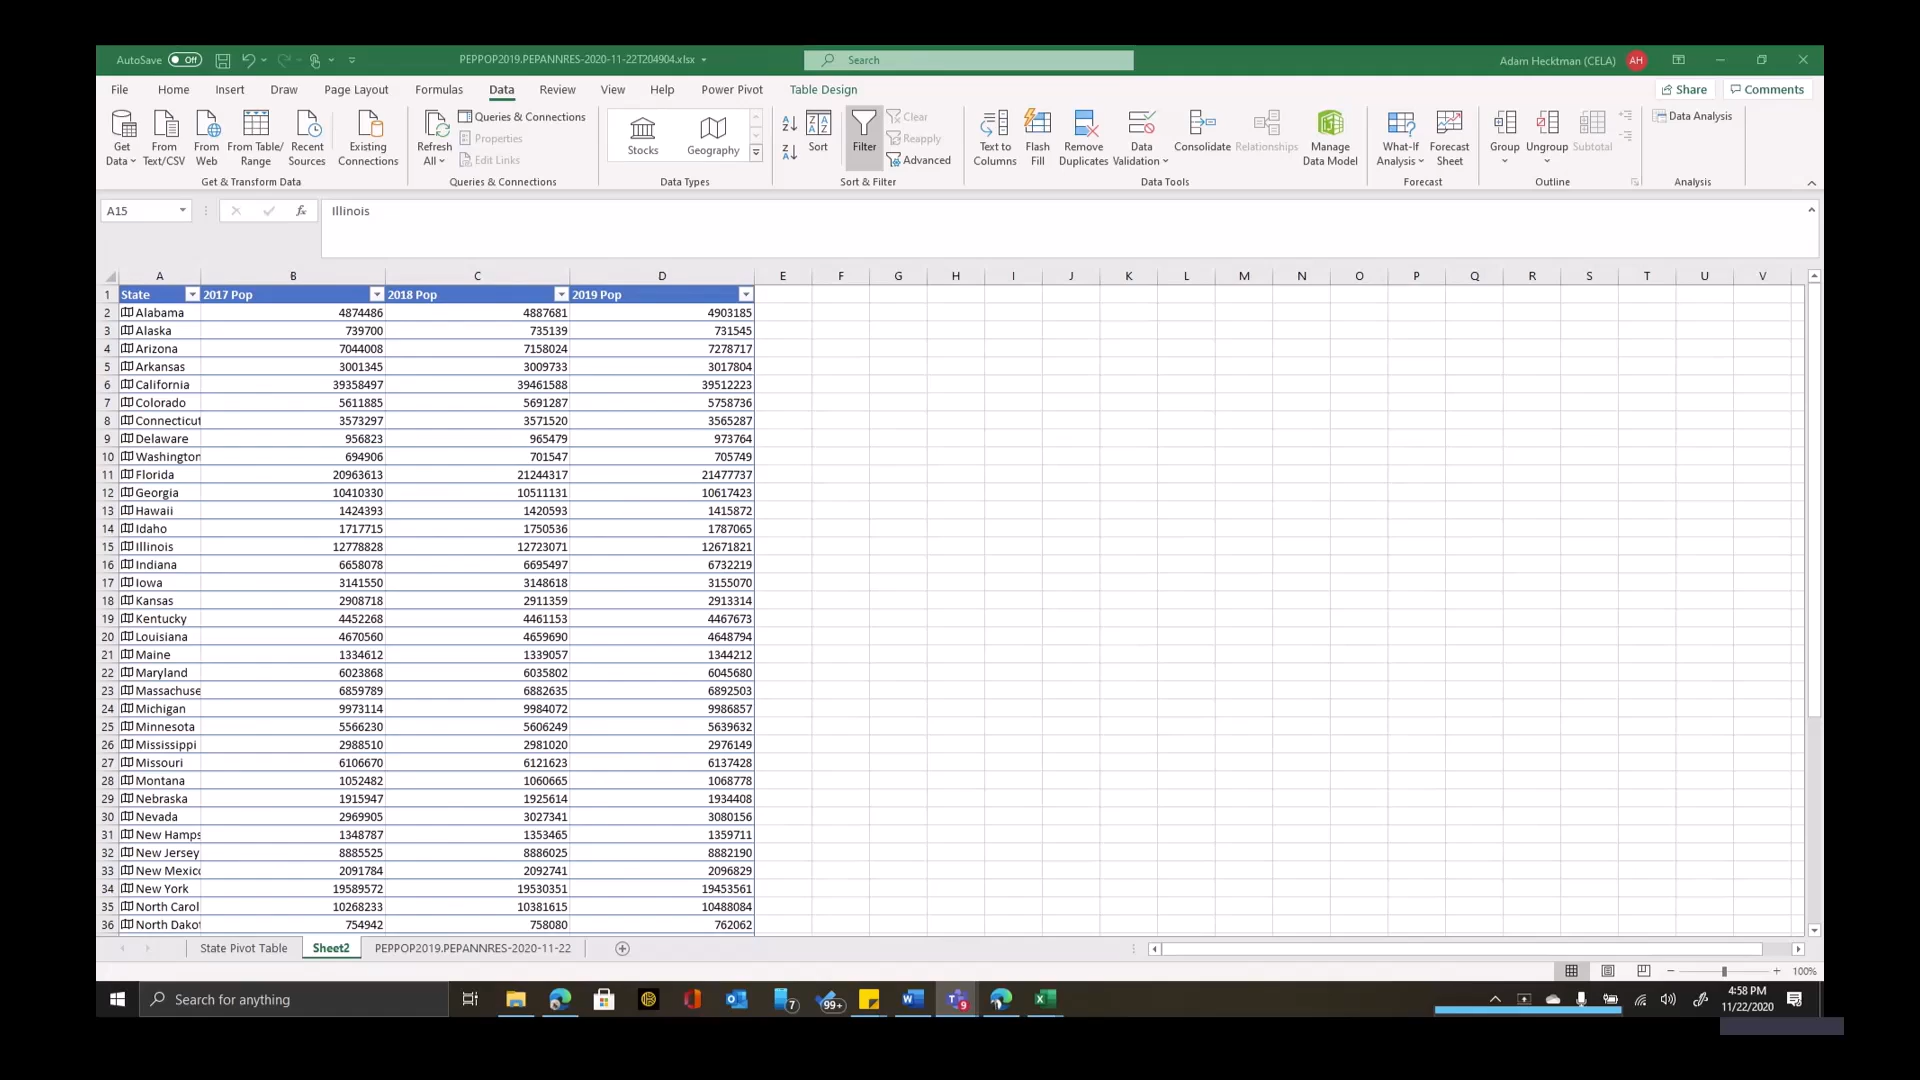 AutoSave Off PEPPOP2019.PEPANNRES-2020-11-22T204904.xlsx Search Adam Hecktman (CELA) AH
File Home Insert Draw Page Layout Formulas Data Review View Help Power Pivot Table Design Share Comments
Get Data From Text/CSV From Web From Table/ Range Recent Sources Existing Connections Refresh All Queries & Connections Properties Edit Links Stocks Geography Sort Filter Clear Reapply Advanced Text to Columns Flash Fill Remove Duplicates Data Validation Consolidate Relationships Manage Data Model What-If Analysis Forecast Sheet Group Ungroup Subtotal Data Analysis
Get & Transform Data Queries & Connections Data Types Sort & Filter Data Tools Forecast Outline Analysis
A15 fx Illinois
A B C D E F G H I J K L M N O P Q R S T U V
1 State 2017 Pop 2018 Pop 2019 Pop
2 Alabama 4874486 4887681 4903185
3 Alaska 739700 735139 731545
4 Arizona 7044008 7158024 7278717
5 Arkansas 3001345 3009733 3017804
6 California 39358497 39461588 39512223
7 Colorado 5611885 5691287 5758736
8 Connecticut 3573297 3571520 3565287
9 Delaware 956823 965479 973764
10 Washington 694906 701547 705749
11 Florida 20963613 21244317 21477737
12 Georgia 10410330 10511131 10617423
13 Hawaii 1424393 1420593 1415872
14 Idaho 1717715 1750536 1787065
15 Illinois 12778828 12723071 12671821
16 Indiana 6658078 6695497 6732219
17 Iowa 3141550 3148618 3155070
18 Kansas 2908718 2911359 2913314
19 Kentucky 4452268 4461153 4467673
20 Louisiana 4670560 4659690 4648794
21 Maine 1334612 1339057 1344212
22 Maryland 6023868 6035802 6045680
23 Massachuse 6859789 6882635 6892503
24 Michigan 9973114 9984072 9986857
25 Minnesota 5566230 5606249 5639632
26 Mississippi 2988510 2981020 2976149
27 Missouri 6106670 6121623 6137428
28 Montana 1052482 1060665 1068778
29 Nebraska 1915947 1925614 1934408
30 Nevada 2969905 3027341 3080156
31 New Hamps 1348787 1353465 1359711
32 New Jersey 8885525 8886025 8882190
33 New Mexico 2091784 2092741 2096829
34 New York 19589572 19530351 19453561
35 North Carol 10268233 10381615 10488084
36 North Dakot 754942 758080 762062
State Pivot Table Sheet2 PEPPOP2019.PEPANNRES-2020-11-22
100%
Search for anything 7 99+ 9 4:58 PM
11/22/2020